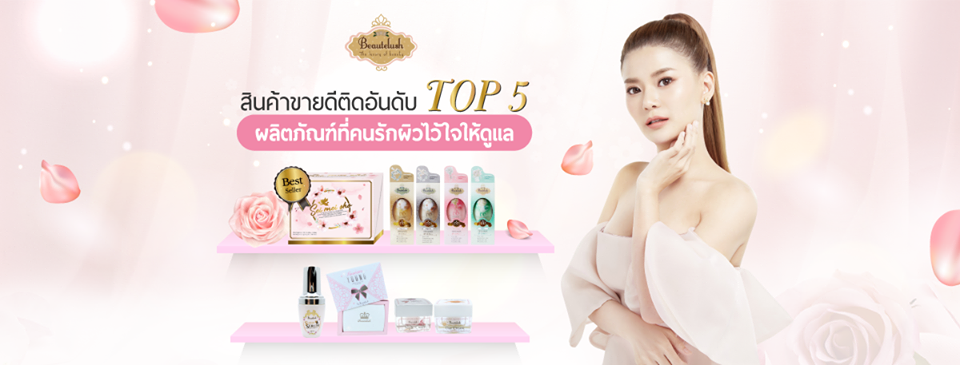 Beautelush
The luxury of beauty
สินค้าขายดีติดอันดับ TOP 5
ผลิตภัณฑ์ที่คนรักผิวไว้ใจให้ดูแล
Best
Seller